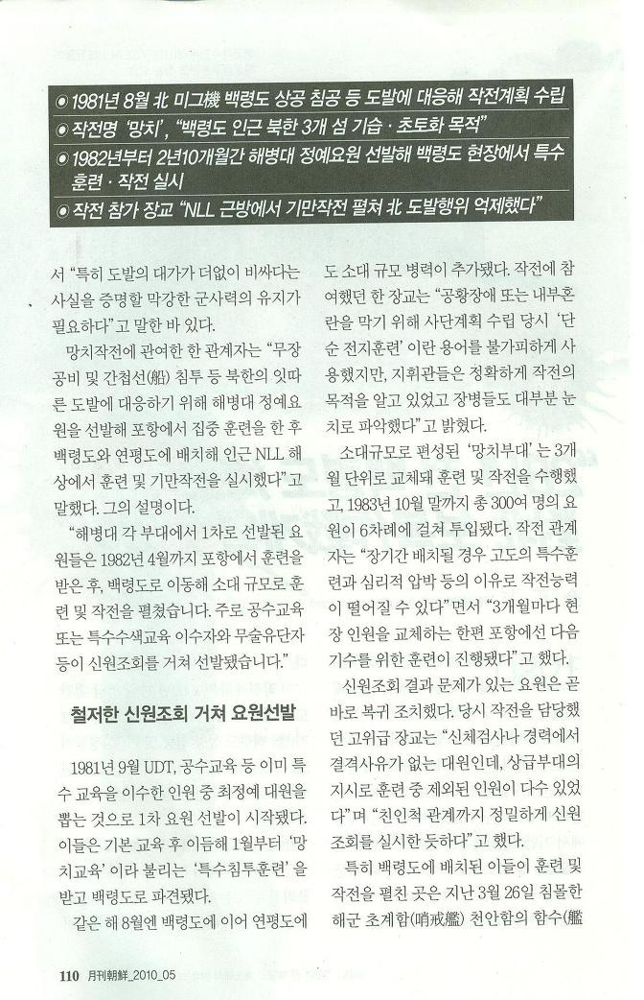 ◉ 1981년 8월 北 미그機 백령도 상공 침공 등 도발에 대응해 작전계획 수립
◉ 작전명 ‘망치’, “백령도 인근 북한 3개 섬 기습 · 초토화 목적”
◉ 1982년부터 2년10개월간 해병대 정예요원 선발해 백령도 현장에서 특수
훈련 · 작전 실시
◉ 작전 참가 장교 “NLL 근방에서 기만작전 펼쳐 北 도발행위 억제했다”
서 “특히 도발의 대가가 더없이 비싸다는
사실을 증명할 막강한 군사력의 유지가
필요하다”고 말한 바 있다.
망치작전에 관여한 한 관계자는 “무장
공비 및 간첩선(船) 침투 등 북한의 잇따
른 도발에 대응하기 위해 해병대 정예요
원을 선발해 포항에서 집중 훈련을 한 후
백령도와 연평도에 배치해 인근 NLL 해
상에서 훈련 및 기만작전을 실시했다”고
말했다. 그의 설명이다.
“해병대 각 부대에서 1차로 선발된 요
원들은 1982년 4월까지 포항에서 훈련을
받은 후, 백령도로 이동해 소대 규모로 훈
련 및 작전을 펼쳤습니다. 주로 공수교육
또는 특수수색교육 이수자와 무술유단자
등이 신원조회를 거쳐 선발됐습니다.”
철저한 신원조회 거쳐 요원선발
1981년 9월 UDT, 공수교육 등 이미 특
수 교육을 이수한 인원 중 최정예 대원을
뽑는 것으로 1차 요원 선발이 시작됐다.
이들은 기본 교육 후 이듬해 1월부터 ‘망
치교육’이라 불리는 ‘특수침투훈련’을
받고 백령도로 파견됐다.
같은 해 8월엔 백령도에 이어 연평도에
도 소대 규모 병력이 추가됐다. 작전에 참
여했던 한 장교는 “공황장애 또는 내부혼
란을 막기 위해 사단계획 수립 당시 ‘단
순 전지훈련’이란 용어를 불가피하게 사
용했지만, 지휘관들은 정확하게 작전의
목적을 알고 있었고 장병들도 대부분 눈
치로 파악했다”고 밝혔다.
소대규모로 편성된 ‘망치부대’는 3개
월 단위로 교체돼 훈련 및 작전을 수행했
고, 1983년 10월 말까지 총 300여 명의 요
원이 6차례에 걸쳐 투입됐다. 작전 관계
자는 “장기간 배치될 경우 고도의 특수훈
련과 심리적 압박 등의 이유로 작전능력
이 떨어질 수 있다”면서 “3개월마다 현
장 인원을 교체하는 한편 포항에선 다음
기수를 위한 훈련이 진행됐다”고 했다.
신원조회 결과 문제가 있는 요원은 곧
바로 복귀 조치했다. 당시 작전을 담당했
던 고위급 장교는 “신체검사나 경력에서
결격사유가 없는 대원인데, 상급부대의
지시로 훈련 중 제외된 인원이 다수 있었
다”며 “친인척 관계까지 정밀하게 신원
조회를 실시한 듯하다”고 했다.
특히 백령도에 배치된 이들이 훈련 및
작전을 펼친 곳은 지난 3월 26일 침몰한
해군 초계함(哨戒艦) 천안함의 함수(艦
110 月刊朝鮮_2010_05